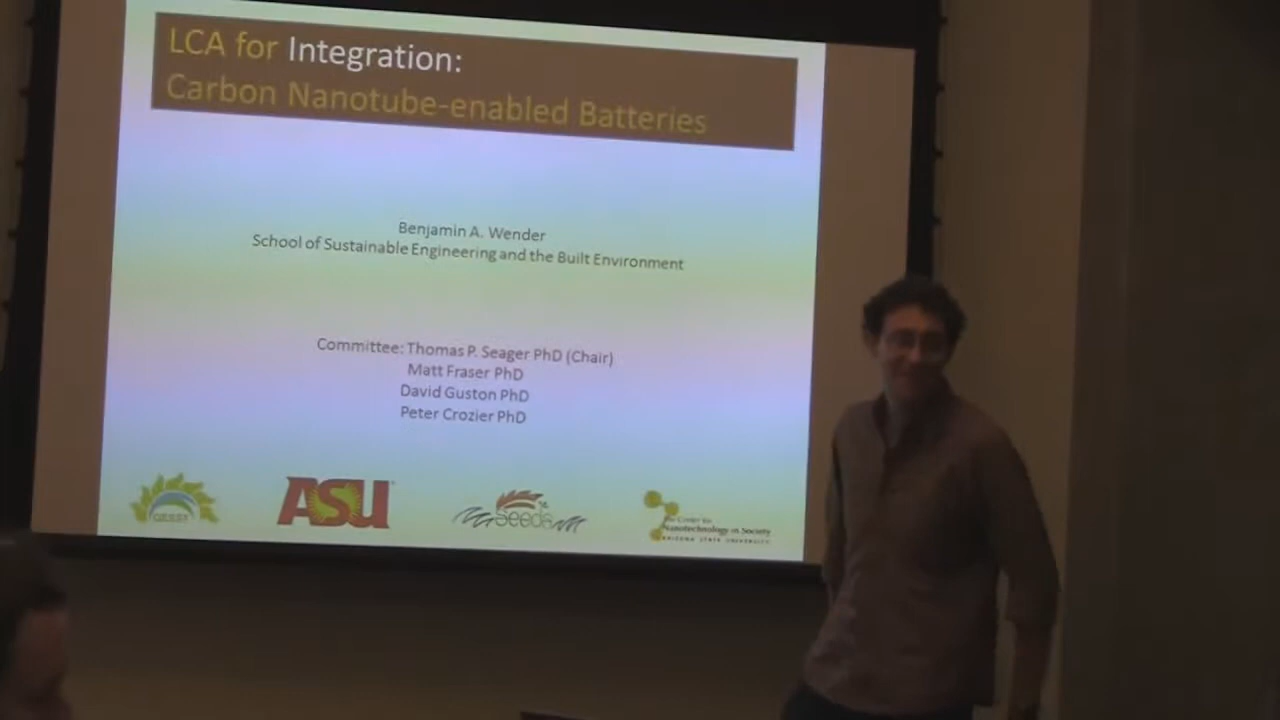 LCA for Integration:
Carbon Nanotube-enabled Batteries
Benjamin A. Wender
School of Sustainable Engineering and the Built Environment
Committee: Thomas P. Seager PhD (Chair)
Matt Fraser PhD
David Guston PhD
Peter Crozier PhD
ASU
Seeds
The Center for
Nanotechnology in Society
ARIZONA STATE UNIVERSITY